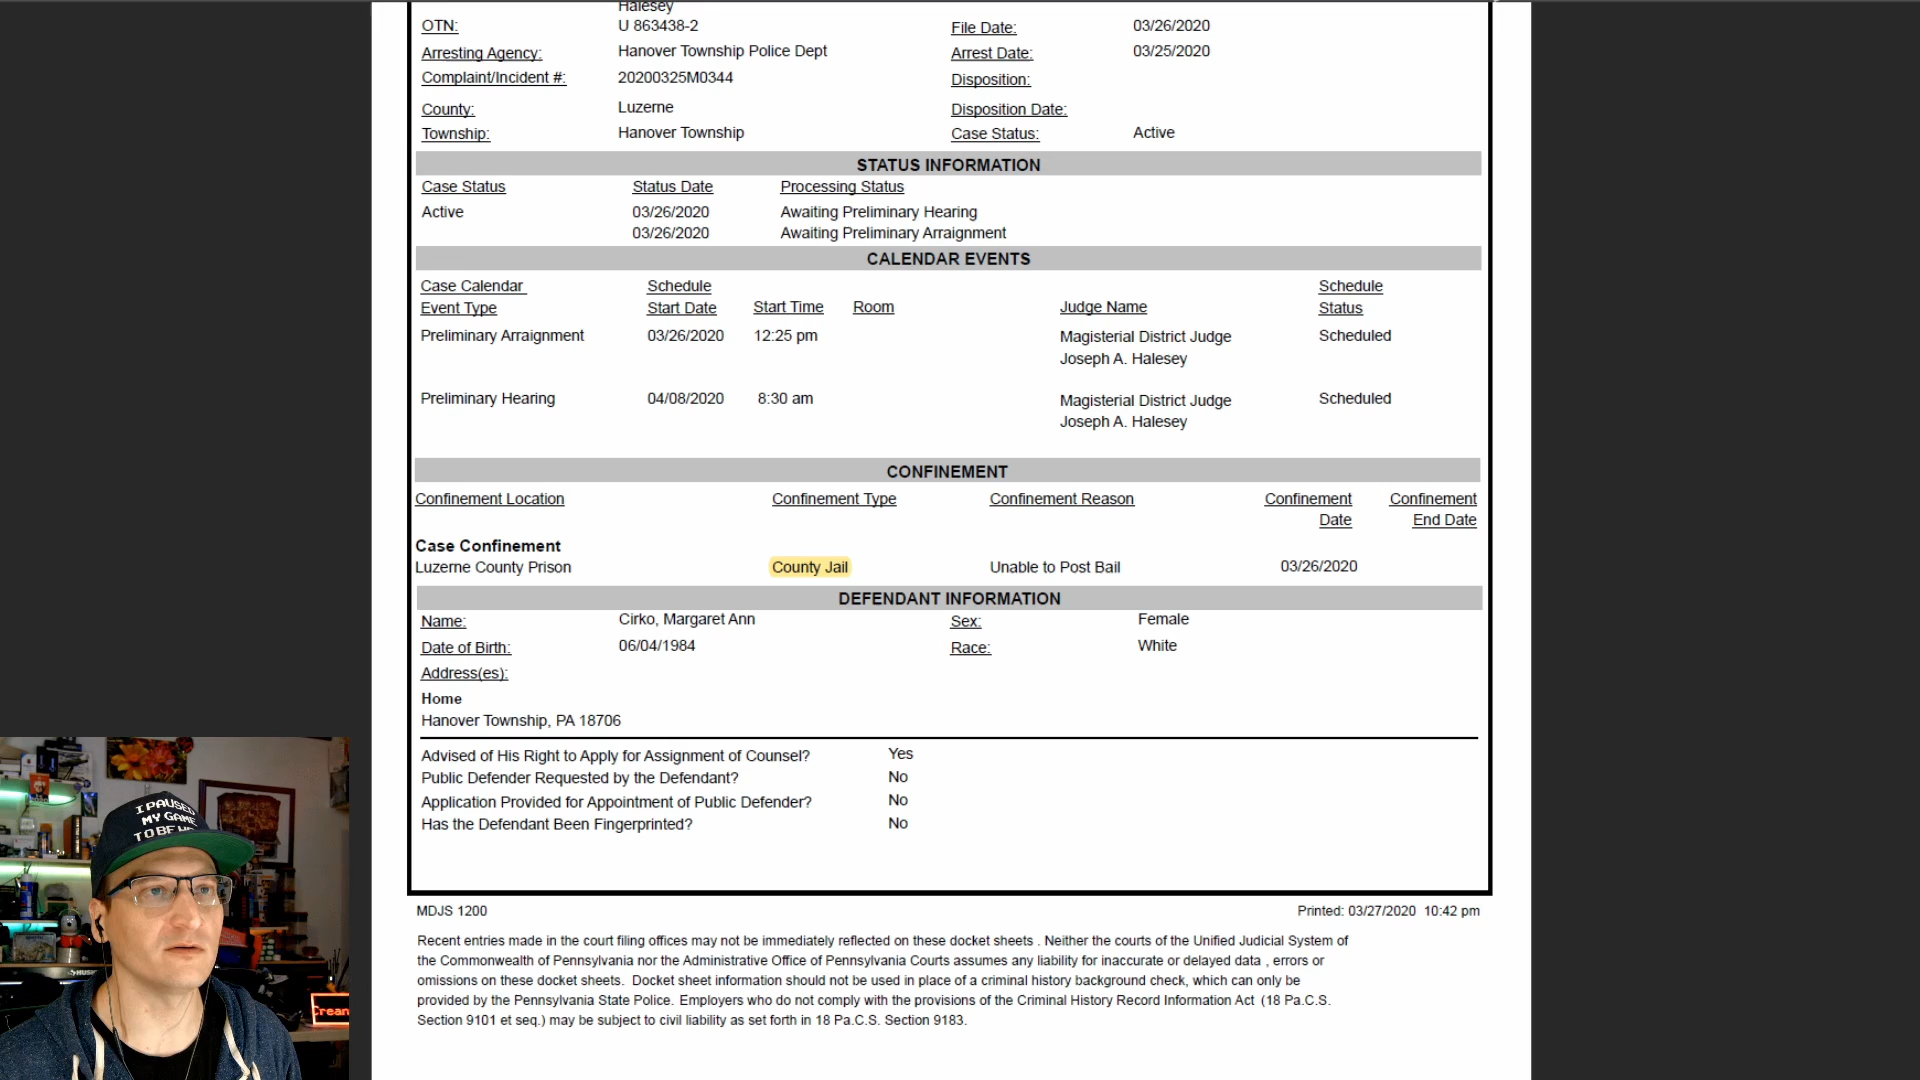 Halesey
OTN: U 863438-2 File Date: 03/26/2020
Arresting Agency: Hanover Township Police Dept Arrest Date: 03/25/2020
Complaint/Incident #: 20200325M0344 Disposition:
County: Luzerne Disposition Date:
Township: Hanover Township Case Status: Active
STATUS INFORMATION
Case Status Status Date Processing Status
Active 03/26/2020 Awaiting Preliminary Hearing
03/26/2020 Awaiting Preliminary Arraignment
CALENDAR EVENTS
Case Calendar Schedule Schedule
Event Type Start Date Start Time Room Judge Name Status
Preliminary Arraignment 03/26/2020 12:25 pm Magisterial District Judge Scheduled
Joseph A. Halesey
Preliminary Hearing 04/08/2020 8:30 am Magisterial District Judge Scheduled
Joseph A. Halesey
CONFINEMENT
Confinement Location Confinement Type Confinement Reason Confinement Confinement
Date End Date
Case Confinement
Luzerne County Prison County Jail Unable to Post Bail 03/26/2020
DEFENDANT INFORMATION
Name: Cirko, Margaret Ann Sex: Female
Date of Birth: 06/04/1984 Race: White
Address(es):
Home
Hanover Township, PA 18706
Advised of His Right to Apply for Assignment of Counsel? Yes
Public Defender Requested by the Defendant? No
Application Provided for Appointment of Public Defender? No
Has the Defendant Been Fingerprinted? No
MDJS 1200 Printed: 03/27/2020 10:42 pm
Recent entries made in the court filing offices may not be immediately reflected on these docket sheets . Neither the courts of the Unified Judicial System of
the Commonwealth of Pennsylvania nor the Administrative Office of Pennsylvania Courts assumes any liability for inaccurate or delayed data , errors or
omissions on these docket sheets. Docket sheet information should not be used in place of a criminal history background check, which can only be
provided by the Pennsylvania State Police. Employers who do not comply with the provisions of the Criminal History Record Information Act (18 Pa.C.S.
Section 9101 et seq.) may be subject to civil liability as set forth in 18 Pa.C.S. Section 9183.
I PAUSED
MY GAME
TO BE